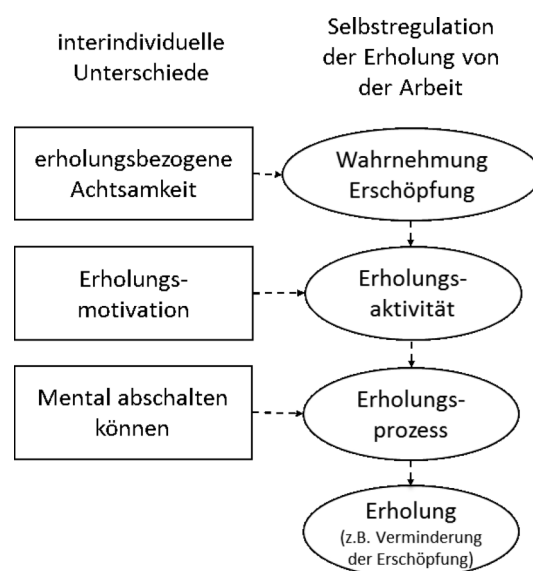 interindividuelle
Unterschiede
Selbstregulation
der Erholung von
der Arbeit
erholungsbezogene
Achtsamkeit
Wahrnehmung
Erschöpfung
Erholungs-
motivation
Erholungs-
aktivität
Mental abschalten
können
Erholungs-
prozess
Erholung
(z.B. Verminderung
der Erschöpfung)